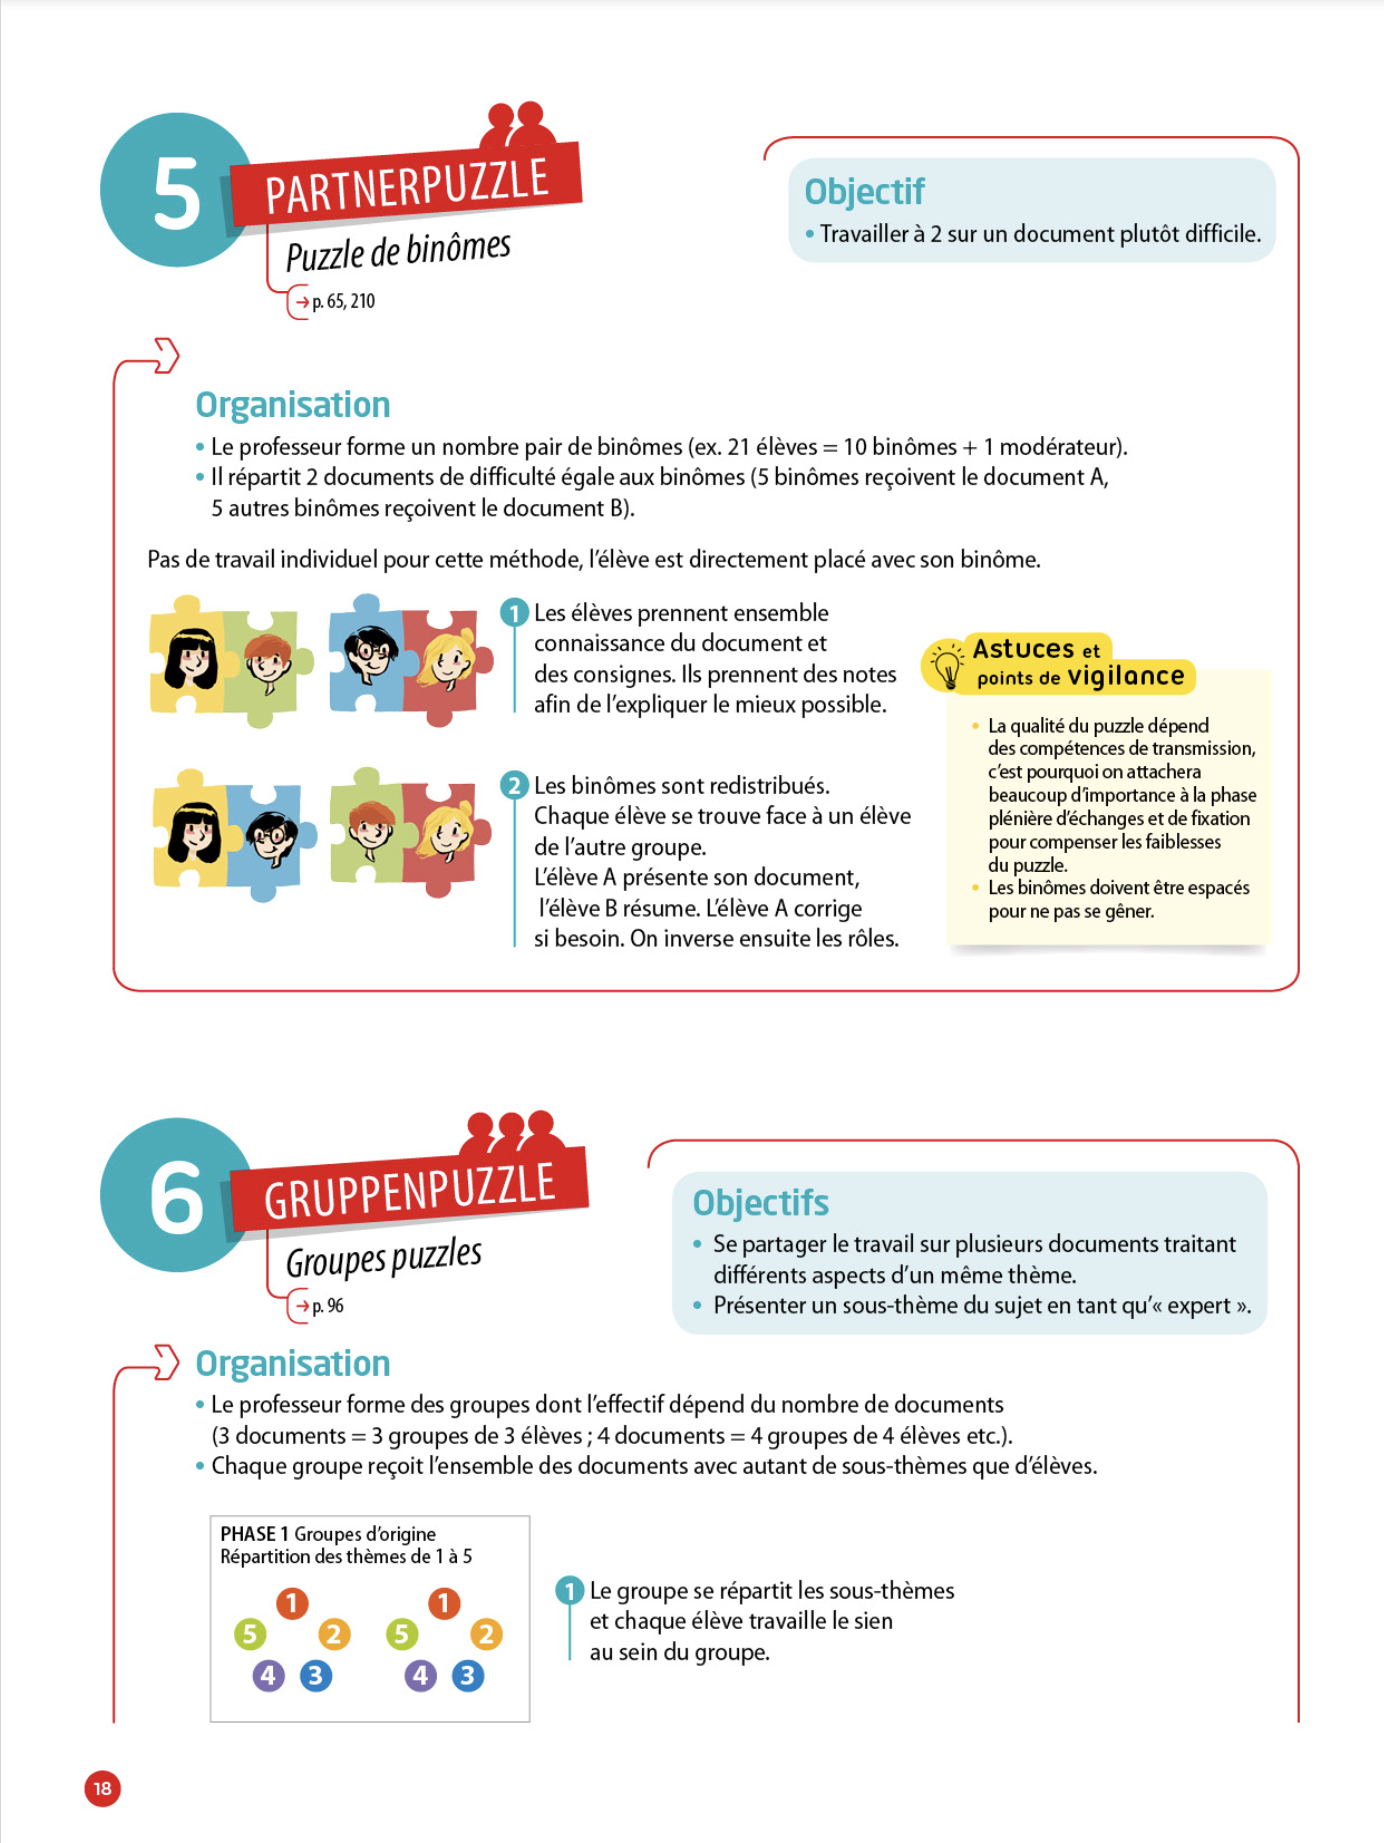 5
PARTNERPUZZLE
Puzzle de binômes
→ p. 65, 210
Objectif
• Travailler à 2 sur un document plutôt difficile.
Organisation
• Le professeur forme un nombre pair de binômes (ex. 21 élèves = 10 binômes + 1 modérateur).
• Il répartit 2 documents de difficulté égale aux binômes (5 binômes reçoivent le document A,
5 autres binômes reçoivent le document B).
Pas de travail individuel pour cette méthode, l’élève est directement placé avec son binôme.
1 Les élèves prennent ensemble
connaissance du document et
des consignes. Ils prennent des notes
afin de l’expliquer le mieux possible.
2 Les binômes sont redistribués.
Chaque élève se trouve face à un élève
de l’autre groupe.
L’élève A présente son document,
l’élève B résume. L’élève A corrige
si besoin. On inverse ensuite les rôles.
Astuces et
points de vigilance
• La qualité du puzzle dépend
des compétences de transmission,
c’est pourquoi on attachera
beaucoup d’importance à la phase
plénière d’échanges et de fixation
pour compenser les faiblesses
du puzzle.
• Les binômes doivent être espacés
pour ne pas se gêner.
6
GRUPPENPUZZLE
Groupes puzzles
→ p. 96
Objectifs
• Se partager le travail sur plusieurs documents traitant
différents aspects d’un même thème.
• Présenter un sous-thème du sujet en tant qu’« expert ».
Organisation
• Le professeur forme des groupes dont l’effectif dépend du nombre de documents
(3 documents = 3 groupes de 3 élèves ; 4 documents = 4 groupes de 4 élèves etc.).
• Chaque groupe reçoit l’ensemble des documents avec autant de sous-thèmes que d’élèves.
PHASE 1 Groupes d’origine
Répartition des thèmes de 1 à 5
1 1
5 2 5 2
4 3 4 3
1 Le groupe se répartit les sous-thèmes
et chaque élève travaille le sien
au sein du groupe.
18